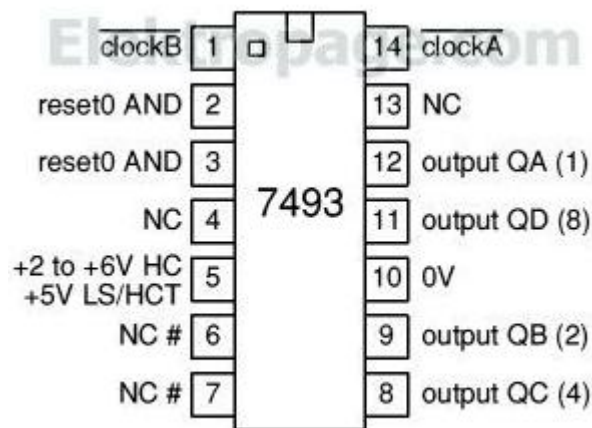 Elektropage.com
clockB 1 14 clockA
reset0 AND 2 13 NC
reset0 AND 3 12 output QA (1)
7493
NC 4 11 output QD (8)
+2 to +6V HC
+5V LS/HCT 5 10 0V
NC # 6 9 output QB (2)
NC # 7 8 output QC (4)